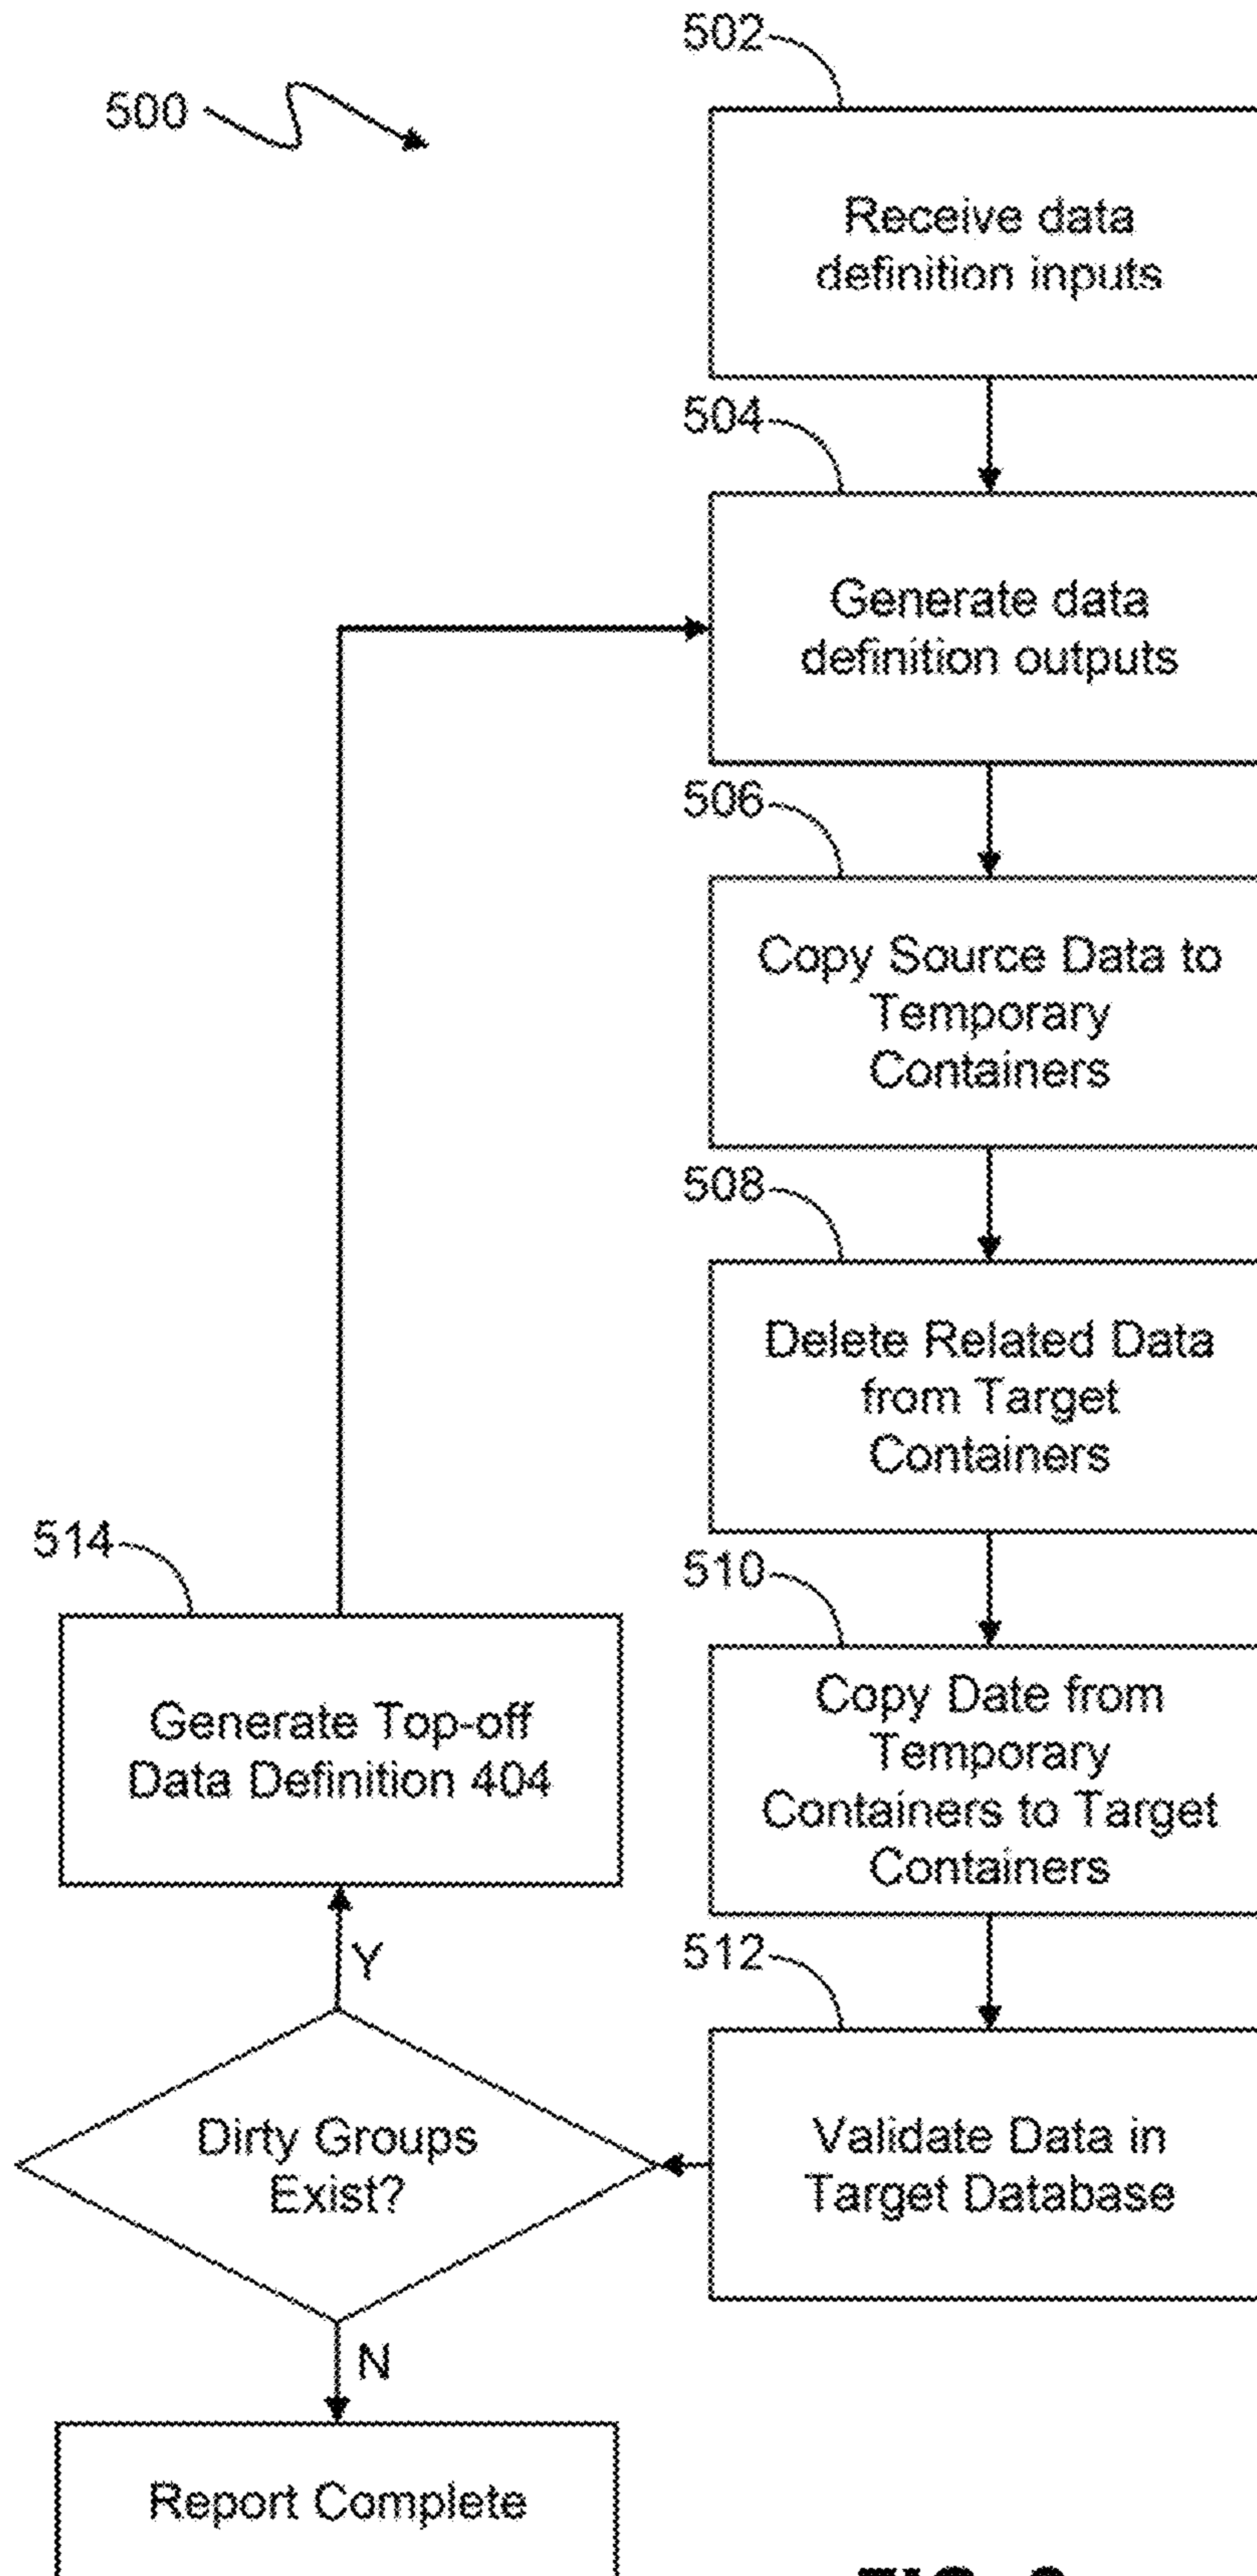 500
502
Receive data
definition inputs
504
Generate data
definition outputs
506
Copy Source Data to
Temporary
Containers
508
Delete Related Data
from Target
Containers
510
Copy Date from
Temporary
Containers to Target
Containers
512
Validate Data in
Target Database
Dirty Groups
Exist?
Y
514
Generate Top-off
Data Definition 404
N
Report Complete